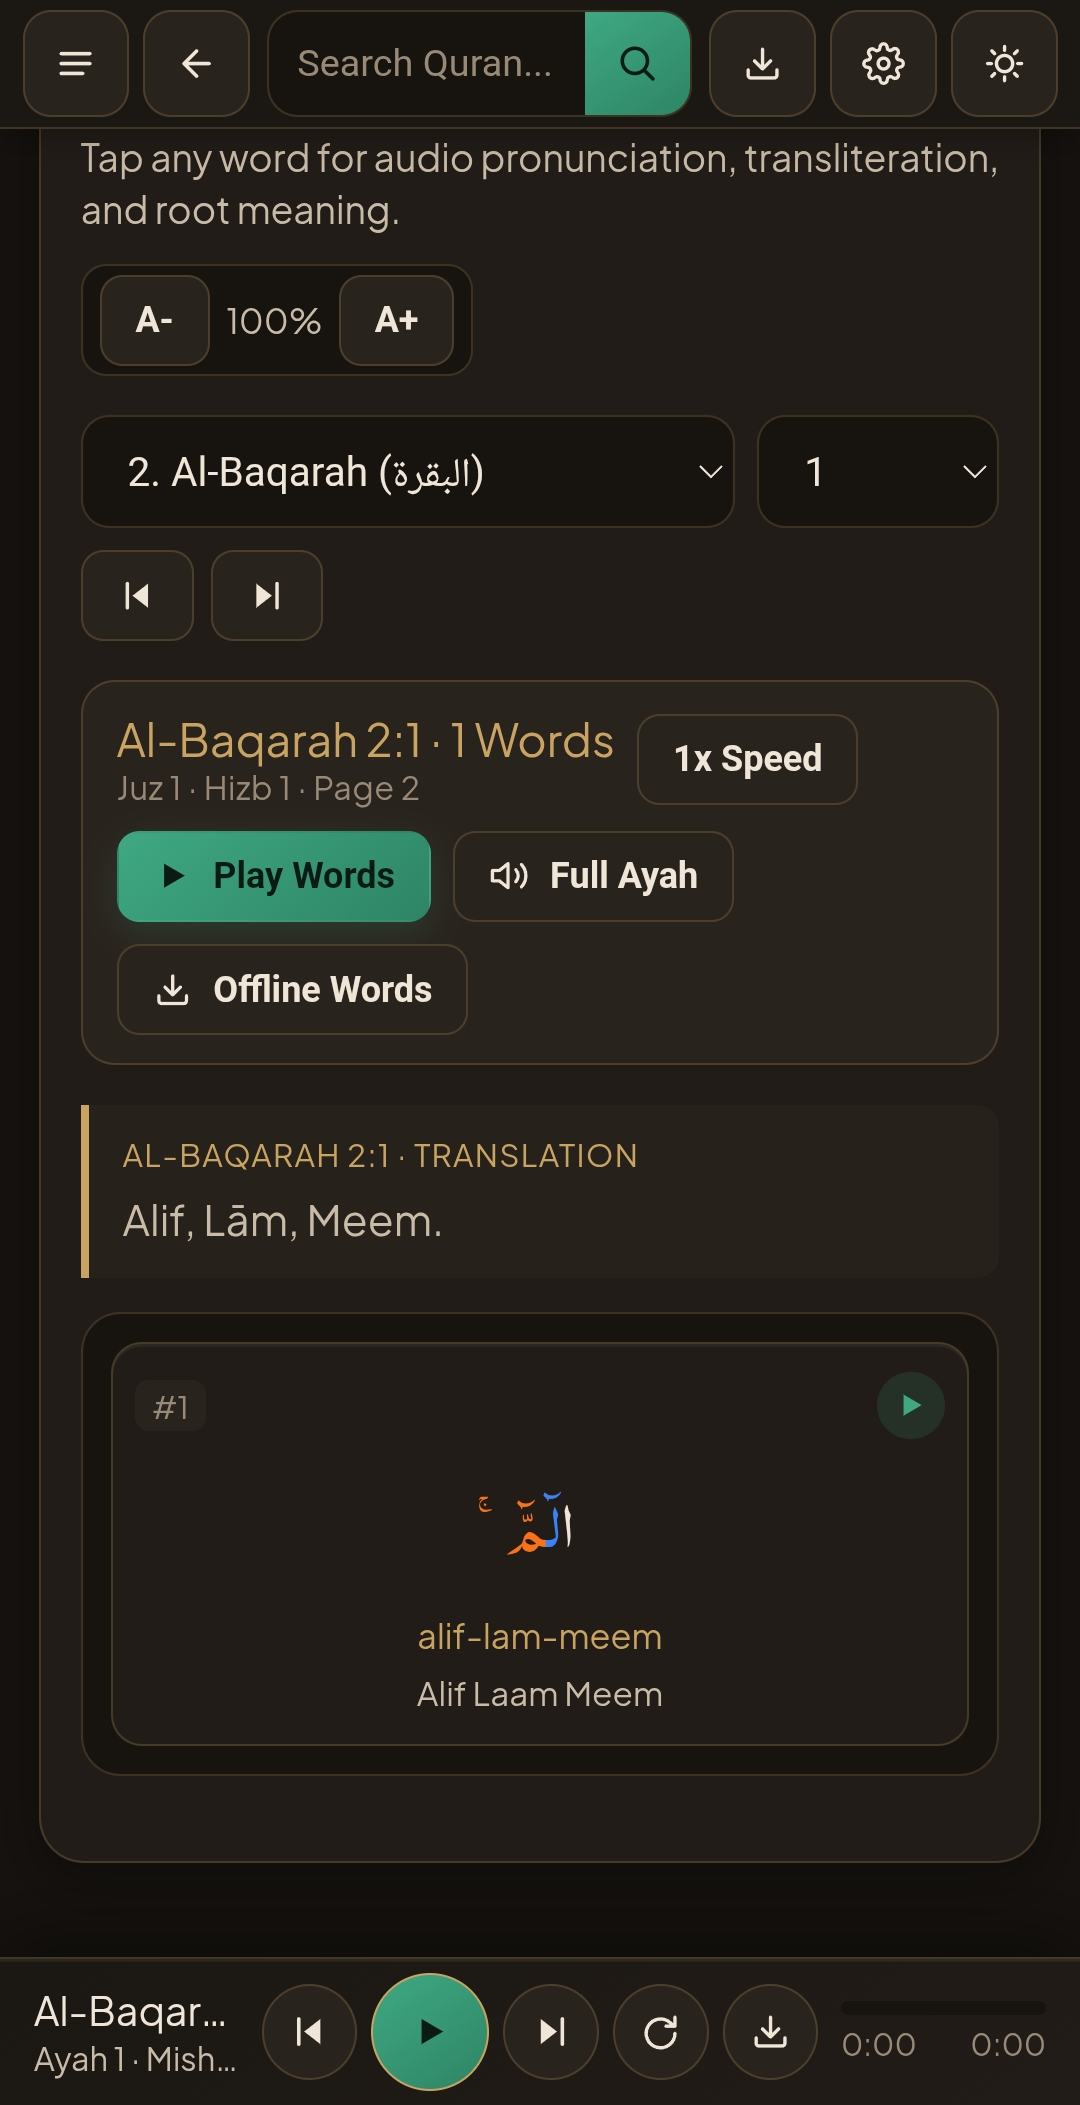 Search Quran...
Tap any word for audio pronunciation, transliteration,
and root meaning.
A- 100% A+
2. Al-Baqarah (البقرة) 1
Al-Baqarah 2:1 · 1 Words
1x Speed
Juz 1 · Hizb 1 · Page 2
Play Words Full Ayah
Offline Words
AL-BAQARAH 2:1 · TRANSLATION
Alif, Lām, Meem.
#1
الٓمّٓ ۚ
alif-lam-meem
Alif Laam Meem
Al-Baqar...
Ayah 1 · Mish...
0:00 0:00